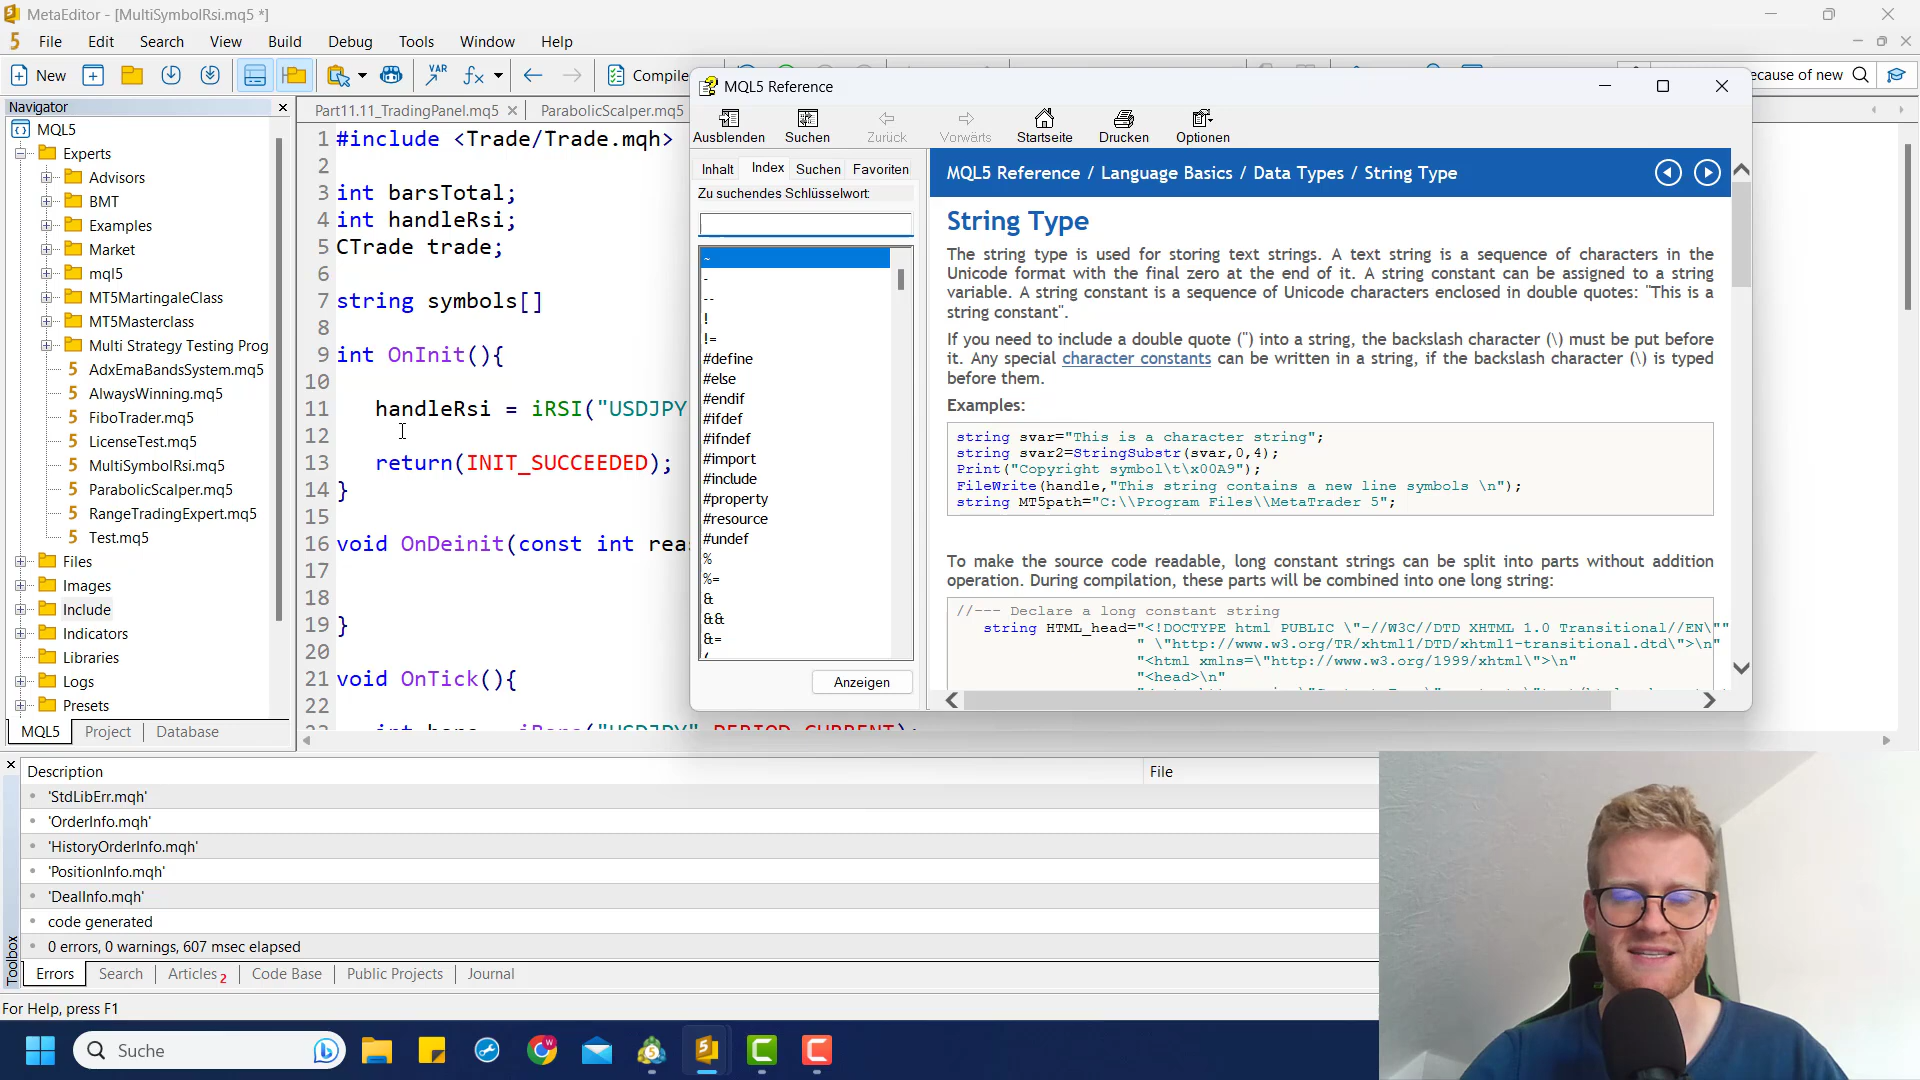 MetaEditor - [MultiSymbolRsi.mq5 *]
File Edit Search View Build Debug Tools Window Help
New
VAR
fx
Compile
ecause of new
Navigator
MQL5
Experts
Advisors
BMT
Examples
Market
mql5
MT5MartingaleClass
MT5Masterclass
Multi Strategy Testing Prog
AdxEmaBandsSystem.mq5
AlwaysWinning.mq5
FiboTrader.mq5
LicenseTest.mq5
MultiSymbolRsi.mq5
ParabolicScalper.mq5
RangeTradingExpert.mq5
Test.mq5
Files
Images
Include
Indicators
Libraries
Logs
Presets
MQL5 Project Database
Part11.11_TradingPanel.mq5 ParabolicScalper.mq5
1 #include <Trade/Trade.mqh>
2
3 int barsTotal;
4 int handleRsi;
5 CTrade trade;
6
7 string symbols[]
8
9 int OnInit(){
10
11 handleRsi = iRSI("USDJPY
12
13 return(INIT_SUCCEEDED);
14 }
15
16 void OnDeinit(const int rea
17
18
19 }
20
21 void OnTick(){
22
MQL5 Reference
Ausblenden Suchen Zurück Vorwärts Startseite Drucken Optionen
Inhalt Index Suchen Favoriten
Zu suchendes Schlüsselwort:
~
-
--
!
!=
#define
#else
#endif
#ifdef
#ifndef
#import
#include
#property
#resource
#undef
%
%=
&
&&
&=
Anzeigen
MQL5 Reference / Language Basics / Data Types / String Type
String Type
The string type is used for storing text strings. A text string is a sequence of characters in the
Unicode format with the final zero at the end of it. A string constant can be assigned to a string
variable. A string constant is a sequence of Unicode characters enclosed in double quotes: "This is a
string constant".
If you need to include a double quote (") into a string, the backslash character (\) must be put before
it. Any special character constants can be written in a string, if the backslash character (\) is typed
before them.
Examples:
string svar="This is a character string";
string svar2=StringSubstr(svar,0,4);
Print("Copyright symbol\t\x00A9");
FileWrite(handle,"This string contains a new line symbols \n");
string MT5path="C:\\Program Files\\MetaTrader 5";
To make the source code readable, long constant strings can be split into parts without addition
operation. During compilation, these parts will be combined into one long string:
//--- Declare a long constant string
string HTML_head="<!DOCTYPE html PUBLIC \"-//W3C//DTD XHTML 1.0 Transitional//EN\""
" \"http://www.w3.org/TR/xhtml1/DTD/xhtml1-transitional.dtd\">\n"
"<html xmlns=\"http://www.w3.org/1999/xhtml\">\n"
"<head>\n"
Description File
'StdLibErr.mqh'
'OrderInfo.mqh'
'HistoryOrderInfo.mqh'
'PositionInfo.mqh'
'DealInfo.mqh'
code generated
0 errors, 0 warnings, 607 msec elapsed
Toolbox
Errors Search Articles 2 Code Base Public Projects Journal
For Help, press F1
Suche